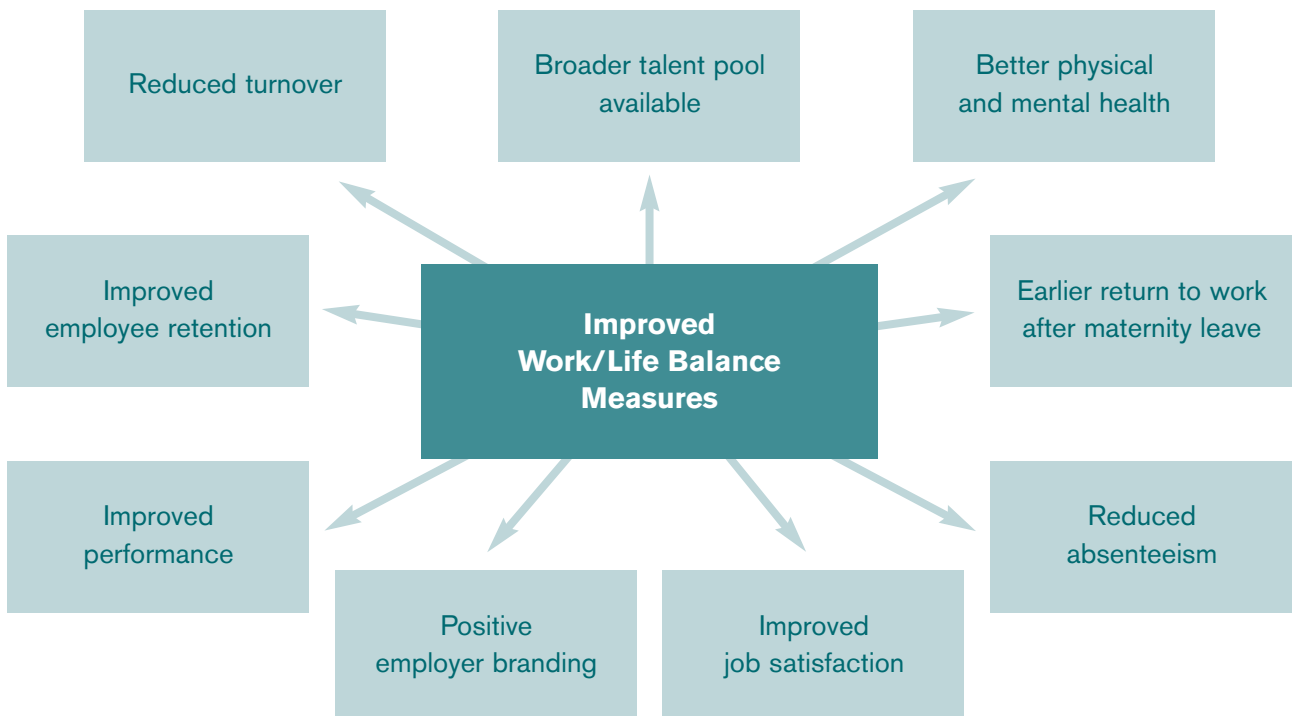 Reduced turnover
Broader talent pool
available
Better physical
and mental health
Improved
employee retention
Improved
Work/Life Balance
Measures
Earlier return to work
after maternity leave
Improved
performance
Reduced
absenteeism
Positive
employer branding
Improved
job satisfaction